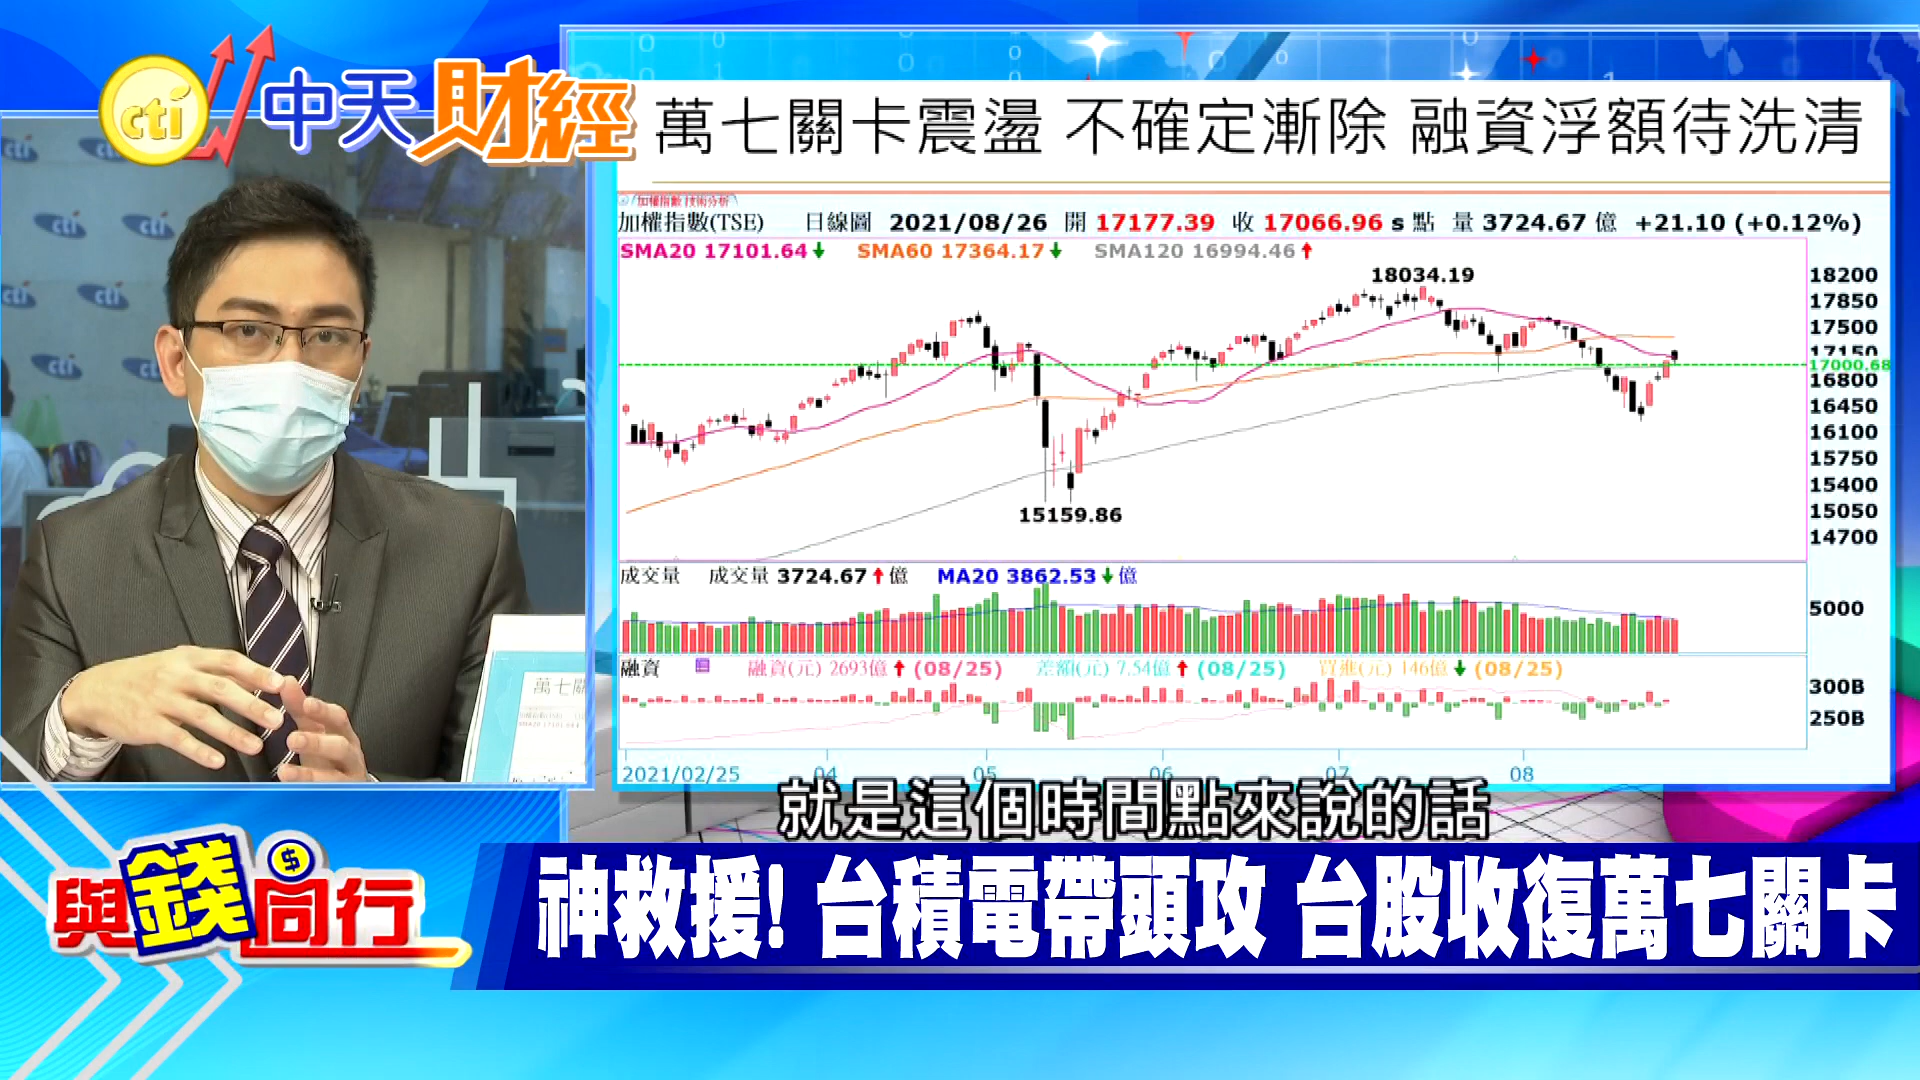 cti
中天財經
萬七關卡震盪 不確定漸除 融資浮額待洗清
加權指數 技術分析
加權指數(TSE) 日線圖 2021/08/26 開 17177.39 收 17066.96 s 點 量 3724.67 億 +21.10 (+0.12%)
SMA20 17101.64↓ SMA60 17364.17↓ SMA120 16994.46↑
18034.19
15159.86
18200
17850
17500
17150
17000.68
16800
16450
16100
15750
15400
15050
14700
成交量 成交量 3724.67↑億 MA20 3862.53↓億
5000
融資 融資(元) 2693億↑(08/25) 差額(元) 7.54億↑(08/25) 買進(元) 146億↓(08/25)
300B
250B
2021/02/25 04 05 06 07 08
就是這個時間點來說的話
與錢同行
神救援! 台積電帶頭攻 台股收復萬七關卡